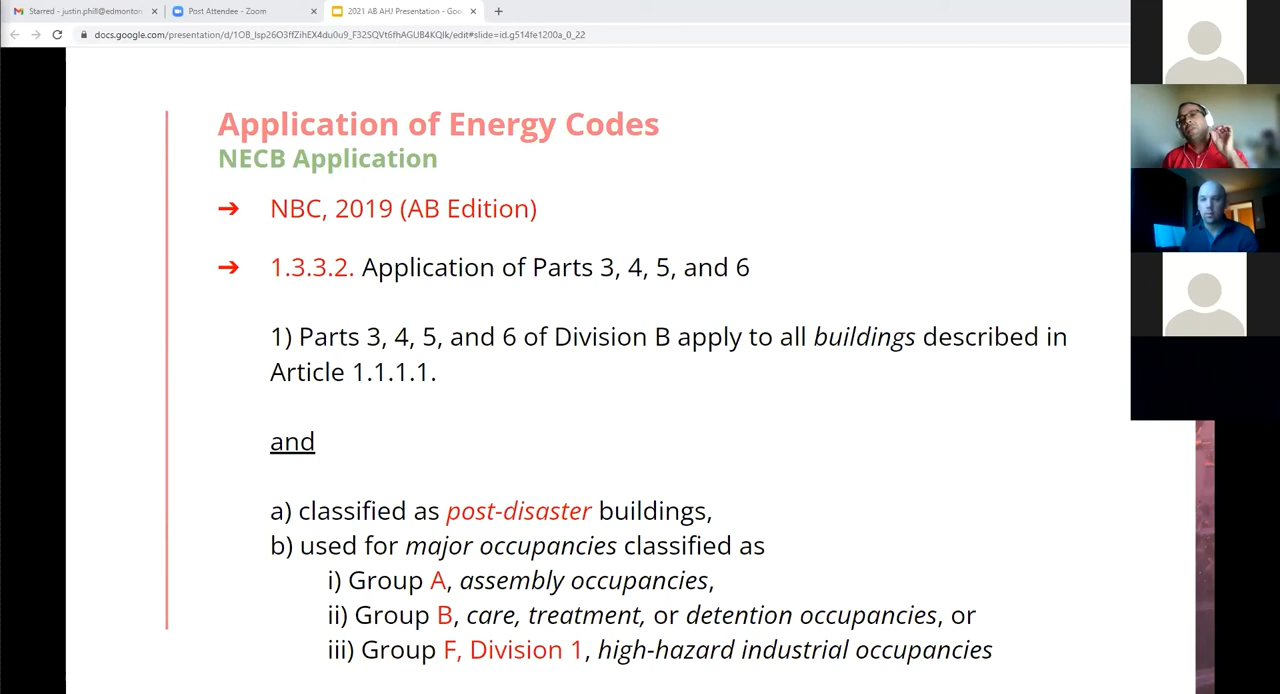 Starred - justin.phill@edmonton
Post Attendee - Zoom
2021 AB AHJ Presentation - Goo
docs.google.com/presentation/d/1OB_lsp26O3ffZihEX4du0u9_F32SQVt6fhAGUB4KQlk/edit#slide=id.g514fe1200a_0_22
Application of Energy Codes
NECB Application
➔ NBC, 2019 (AB Edition)
➔ 1.3.3.2. Application of Parts 3, 4, 5, and 6
1) Parts 3, 4, 5, and 6 of Division B apply to all buildings described in
Article 1.1.1.1.
and
a) classified as post-disaster buildings,
b) used for major occupancies classified as
i) Group A, assembly occupancies,
ii) Group B, care, treatment, or detention occupancies, or
iii) Group F, Division 1, high-hazard industrial occupancies